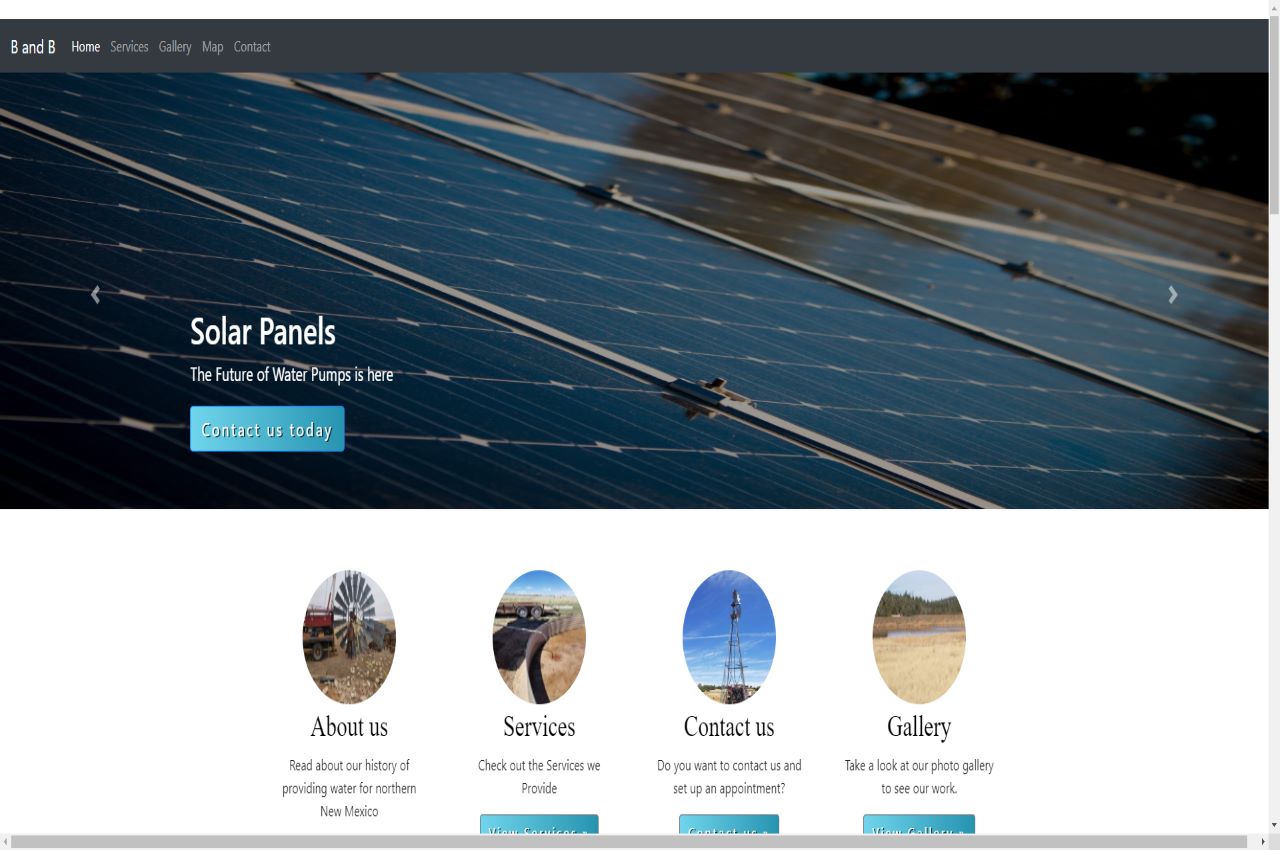 B and B Home Services Gallery Map Contact
Solar Panels
The Future of Water Pumps is here
Contact us today
About us
Read about our history of
providing water for northern
New Mexico
Services
Check out the Services we
Provide
View Services »
Contact us
Do you want to contact us and
set up an appointment?
Contact us »
Gallery
Take a look at our photo gallery
to see our work.
View Gallery »